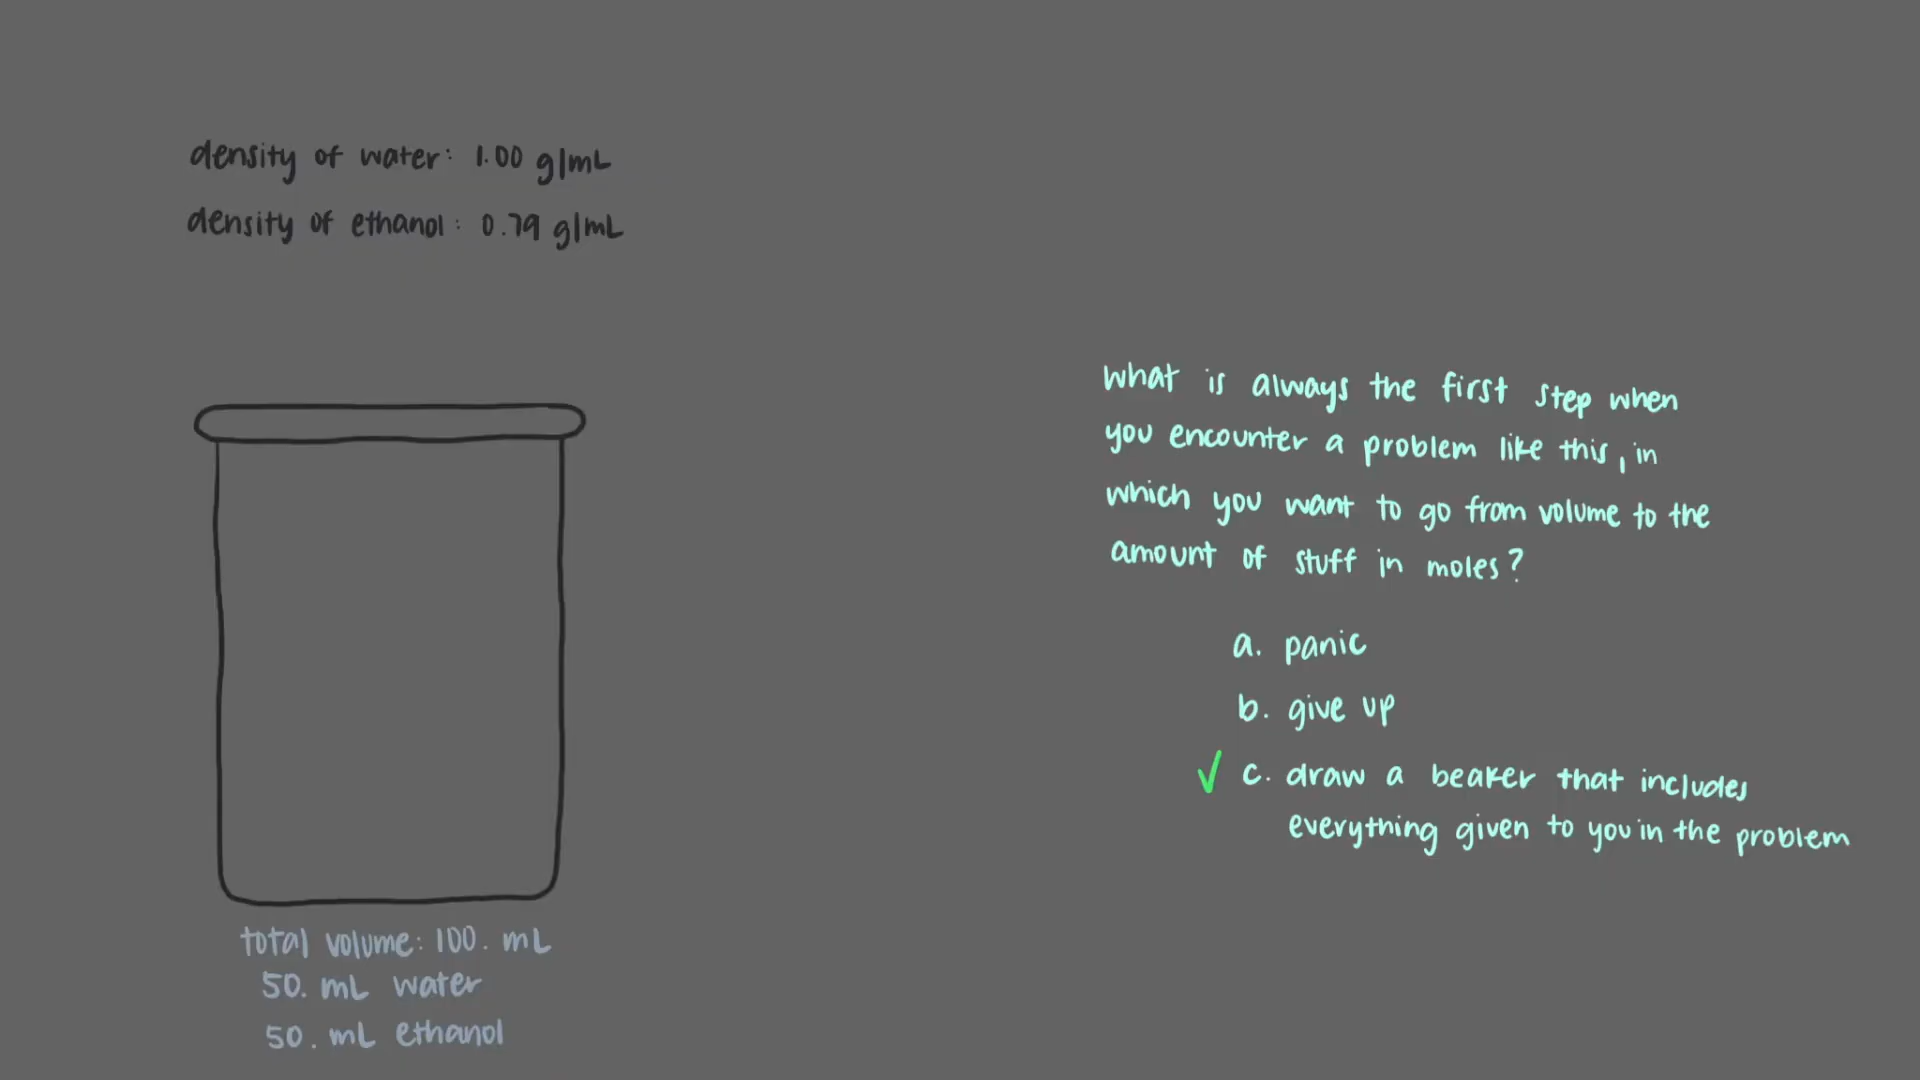 density of water: 1.00 g/mL
density of ethanol: 0.79 g/mL
what is always the first step when
you encounter a problem like this, in
which you want to go from volume to the
amount of stuff in moles?
a. panic
b. give up
✓ c. draw a beaker that includes
everything given to you in the problem
total volume: 100. mL
50. mL water
50. mL ethanol